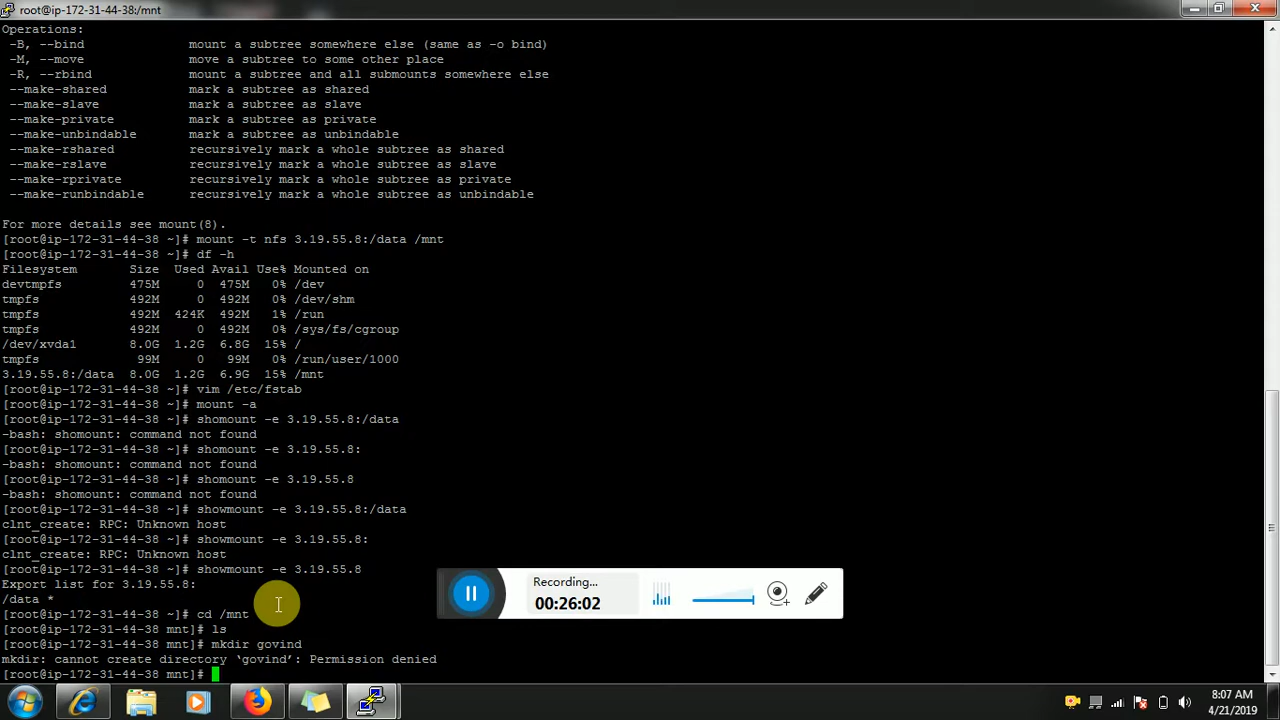 root@ip-172-31-44-38:/mnt
Operations:
-B, --bind mount a subtree somewhere else (same as -o bind)
-M, --move move a subtree to some other place
-R, --rbind mount a subtree and all submounts somewhere else
--make-shared mark a subtree as shared
--make-slave mark a subtree as slave
--make-private mark a subtree as private
--make-unbindable mark a subtree as unbindable
--make-rshared recursively mark a whole subtree as shared
--make-rslave recursively mark a whole subtree as slave
--make-rprivate recursively mark a whole subtree as private
--make-runbindable recursively mark a whole subtree as unbindable
For more details see mount(8).
[root@ip-172-31-44-38 ~]# mount -t nfs 3.19.55.8:/data /mnt
[root@ip-172-31-44-38 ~]# df -h
Filesystem Size Used Avail Use% Mounted on
devtmpfs 475M 0 475M 0% /dev
tmpfs 492M 0 492M 0% /dev/shm
tmpfs 492M 424K 492M 1% /run
tmpfs 492M 0 492M 0% /sys/fs/cgroup
/dev/xvda1 8.0G 1.2G 6.8G 15% /
tmpfs 99M 0 99M 0% /run/user/1000
3.19.55.8:/data 8.0G 1.2G 6.9G 15% /mnt
[root@ip-172-31-44-38 ~]# vim /etc/fstab
[root@ip-172-31-44-38 ~]# mount -a
[root@ip-172-31-44-38 ~]# shomount -e 3.19.55.8:/data
-bash: shomount: command not found
[root@ip-172-31-44-38 ~]# shomount -e 3.19.55.8:
-bash: shomount: command not found
[root@ip-172-31-44-38 ~]# shomount -e 3.19.55.8
-bash: shomount: command not found
[root@ip-172-31-44-38 ~]# showmount -e 3.19.55.8:/data
clnt_create: RPC: Unknown host
[root@ip-172-31-44-38 ~]# showmount -e 3.19.55.8:
clnt_create: RPC: Unknown host
[root@ip-172-31-44-38 ~]# showmount -e 3.19.55.8
Export list for 3.19.55.8:
/data *
[root@ip-172-31-44-38 ~]# cd /mnt
[root@ip-172-31-44-38 mnt]# ls
[root@ip-172-31-44-38 mnt]# mkdir govind
mkdir: cannot create directory ‘govind’: Permission denied
[root@ip-172-31-44-38 mnt]#
Recording...
00:26:02
8:07 AM
4/21/2019